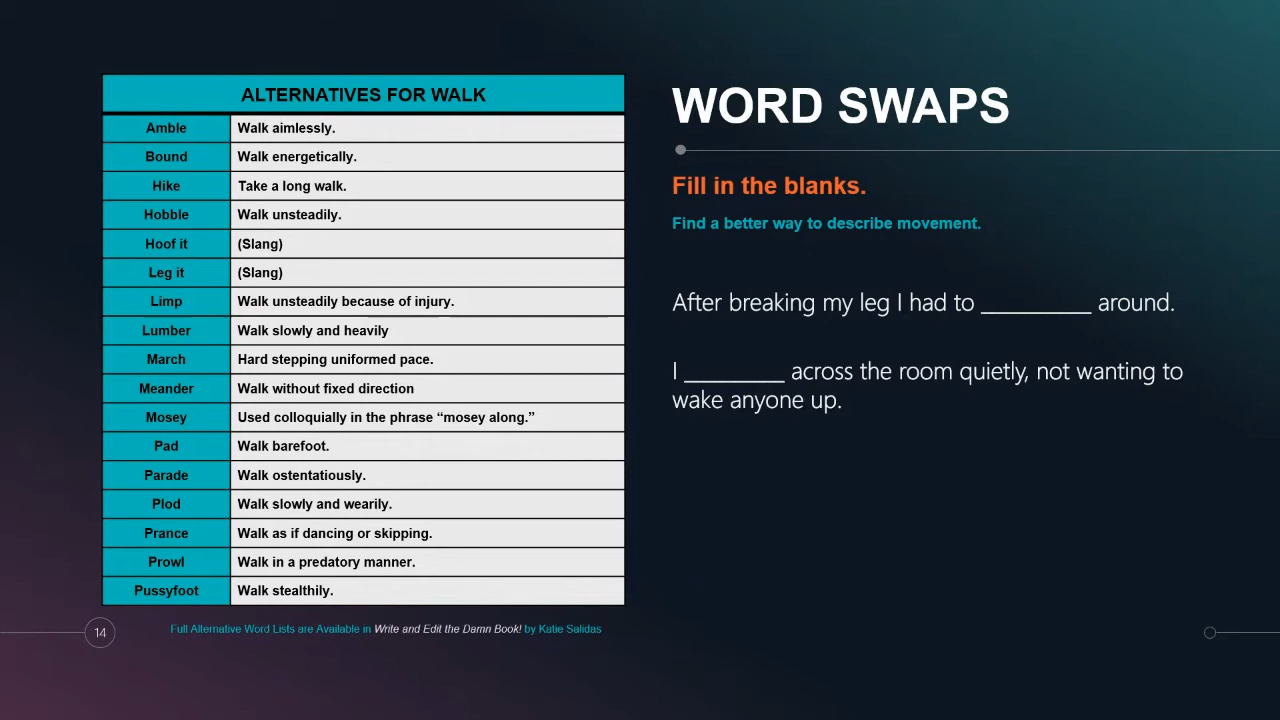 ALTERNATIVES FOR WALK
Amble Walk aimlessly.
Bound Walk energetically.
Hike Take a long walk.
Hobble Walk unsteadily.
Hoof it (Slang)
Leg it (Slang)
Limp Walk unsteadily because of injury.
Lumber Walk slowly and heavily
March Hard stepping uniformed pace.
Meander Walk without fixed direction
Mosey Used colloquially in the phrase “mosey along.”
Pad Walk barefoot.
Parade Walk ostentatiously.
Plod Walk slowly and wearily.
Prance Walk as if dancing or skipping.
Prowl Walk in a predatory manner.
Pussyfoot Walk stealthily.
14
Full Alternative Word Lists are Available in Write and Edit the Damn Book! by Katie Salidas
WORD SWAPS
Fill in the blanks.
Find a better way to describe movement.
After breaking my leg I had to _________ around.
I ________ across the room quietly, not wanting to
wake anyone up.